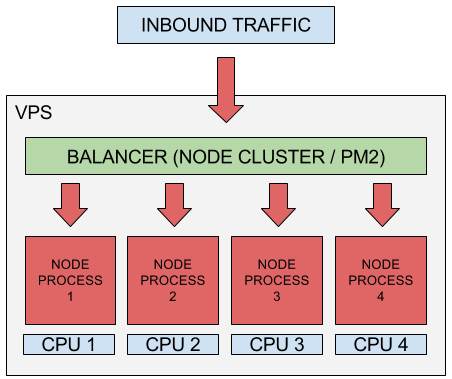 INBOUND TRAFFIC
VPS
BALANCER (NODE CLUSTER / PM2)
NODE
PROCESS
1
NODE
PROCESS
2
NODE
PROCESS
3
NODE
PROCESS
4
CPU 1
CPU 2
CPU 3
CPU 4